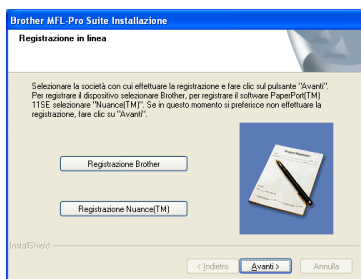 Brother MFL-Pro Suite Installazione
Registrazione in linea
Selezionare la società con cui effettuare la registrazione e fare clic sul pulsante "Avanti".
Per registrare il dispositivo selezionare Brother, per registrare il software PaperPort(TM)
11SE selezionare "Nuance(TM)". Se in questo momento si preferisce non effettuare la
registrazione, fare clic su "Avanti".
Registrazione Brother
Registrazione Nuance(TM)
InstallShield
< Indietro
Avanti >
Annulla